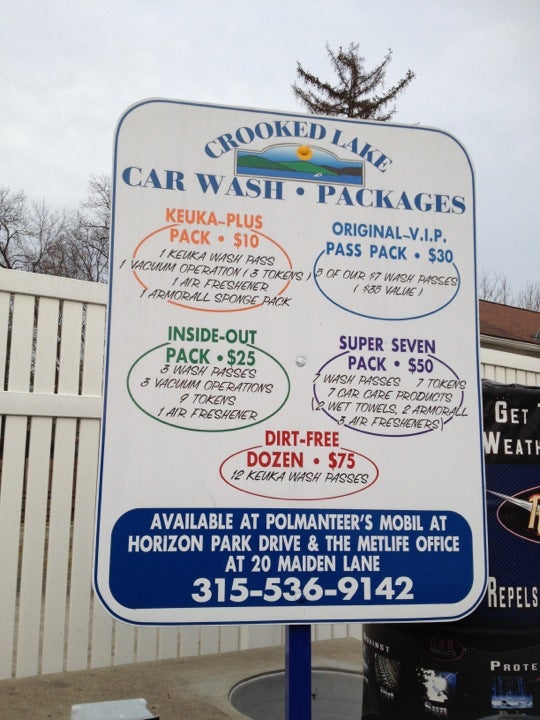 CROOKED LAKE
CAR WASH • PACKAGES
KEUKA-PLUS
PACK • $10
1 KEUKA WASH PASS
1 VACUUM OPERATION ( 3 TOKENS )
1 AIR FRESHENER
1 ARMORALL SPONGE PACK
ORIGINAL-V.I.P.
PASS PACK • $30
5 OF OUR $7 WASH PASSES
( $35 VALUE )
INSIDE-OUT
PACK • $25
3 WASH PASSES
3 VACUUM OPERATIONS
9 TOKENS
1 AIR FRESHENER
SUPER SEVEN
PACK • $50
7 WASH PASSES 7 TOKENS
7 CAR CARE PRODUCTS
(2 WET TOWELS, 2 ARMORALL
3 AIR FRESHENERS)
DIRT-FREE
DOZEN • $75
12 KEUKA WASH PASSES
AVAILABLE AT POLMANTEER'S MOBIL AT
HORIZON PARK DRIVE & THE METLIFE OFFICE
AT 20 MAIDEN LANE
315-536-9142
GET
WEATH
REPELS
PROTE